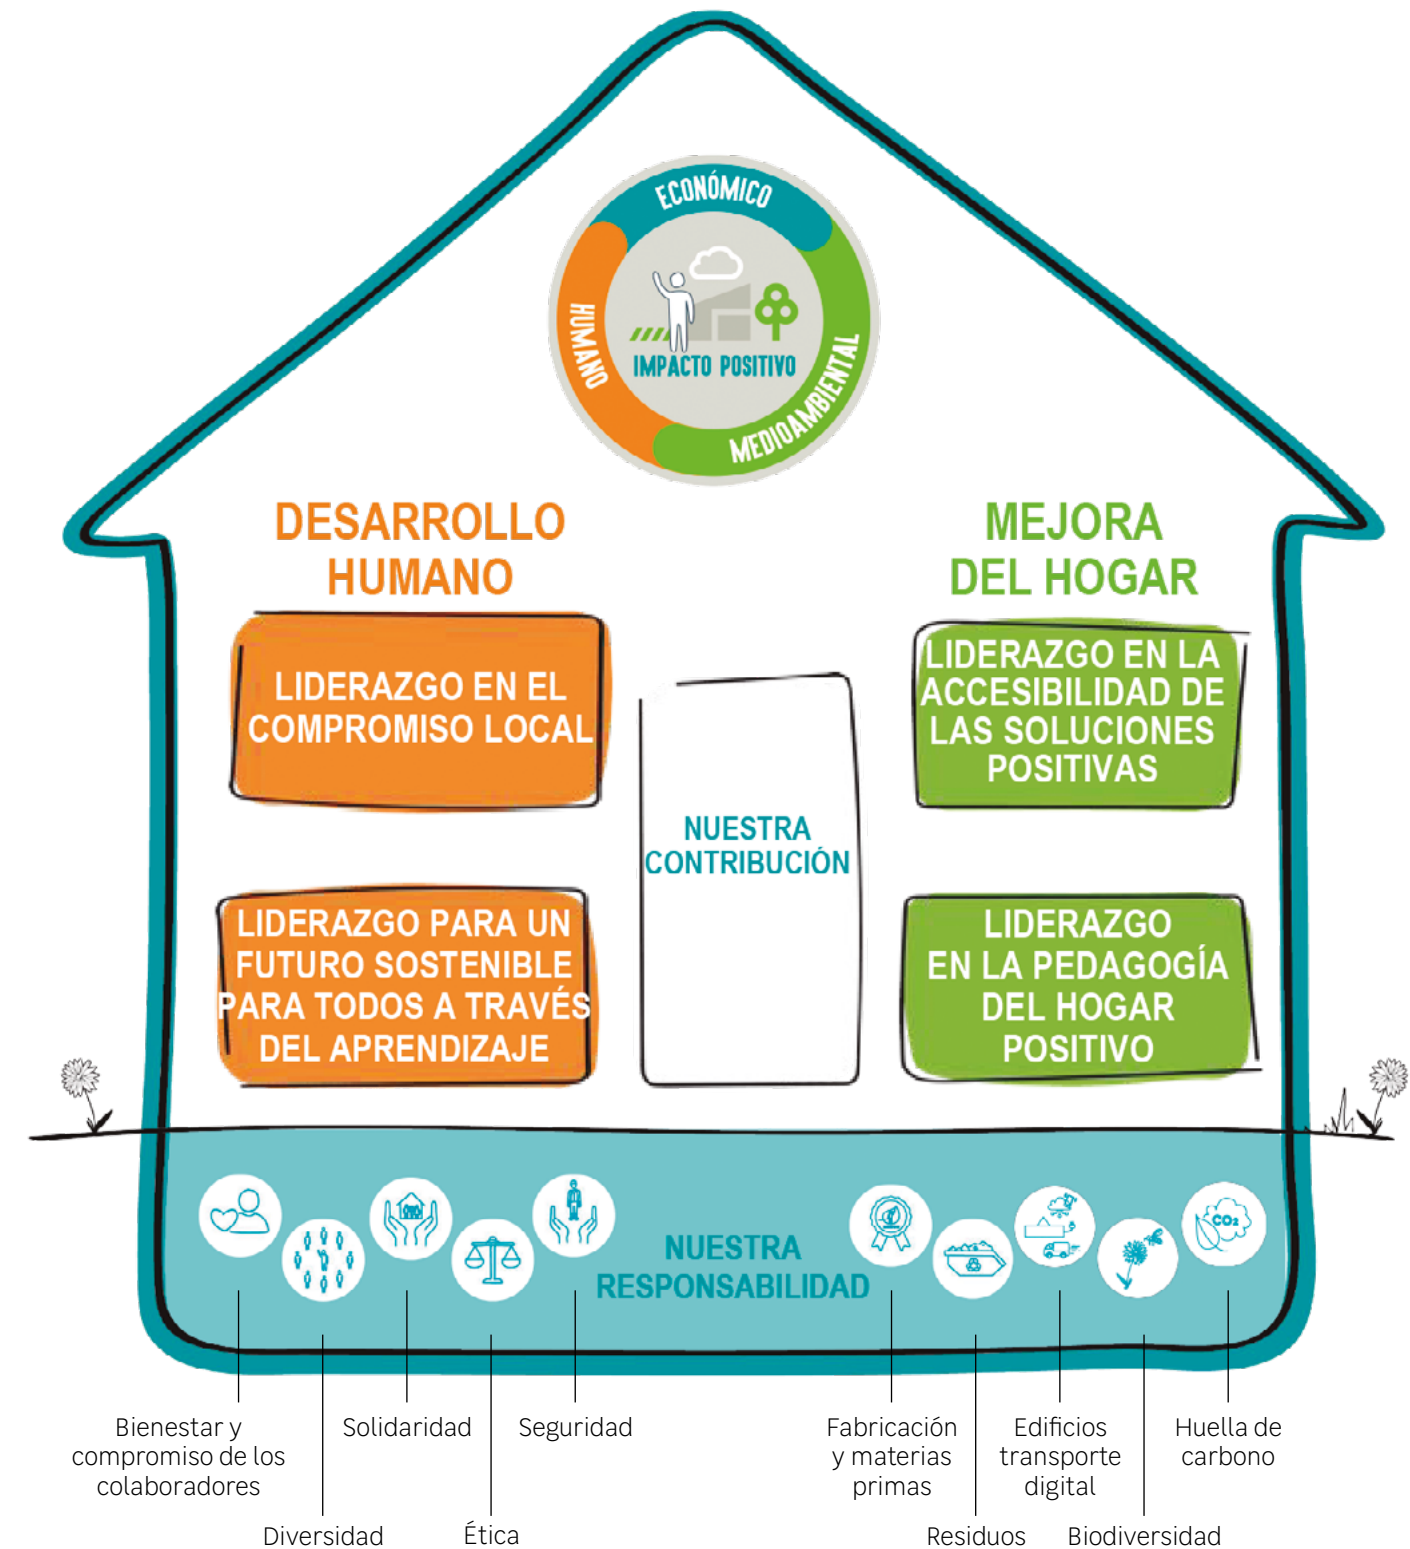 ECONÓMICO
HUMANO
MEDIOAMBIENTAL
IMPACTO POSITIVO
DESARROLLO
HUMANO
LIDERAZGO EN EL
COMPROMISO LOCAL
LIDERAZGO PARA UN
FUTURO SOSTENIBLE
PARA TODOS A TRAVÉS
DEL APRENDIZAJE
NUESTRA
CONTRIBUCIÓN
MEJORA
DEL HOGAR
LIDERAZGO EN LA
ACCESIBILIDAD DE
LAS SOLUCIONES
POSITIVAS
LIDERAZGO
EN LA PEDAGOGÍA
DEL HOGAR
POSITIVO
NUESTRA
RESPONSABILIDAD
CO₂
Bienestar y
compromiso de los
colaboradores
Diversidad
Solidaridad
Ética
Seguridad
Fabricación
y materias
primas
Residuos
Edificios
transporte
digital
Biodiversidad
Huella de
carbono